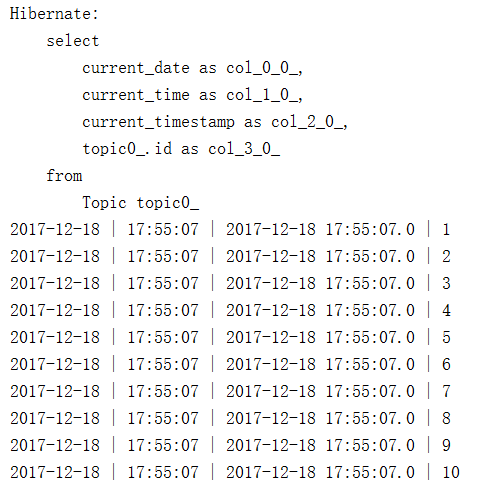 Hibernate:
    select
        current_date as col_0_0_,
        current_time as col_1_0_,
        current_timestamp as col_2_0_,
        topic0_.id as col_3_0_
    from
        Topic topic0_
2017-12-18 | 17:55:07 | 2017-12-18 17:55:07.0 | 1
2017-12-18 | 17:55:07 | 2017-12-18 17:55:07.0 | 2
2017-12-18 | 17:55:07 | 2017-12-18 17:55:07.0 | 3
2017-12-18 | 17:55:07 | 2017-12-18 17:55:07.0 | 4
2017-12-18 | 17:55:07 | 2017-12-18 17:55:07.0 | 5
2017-12-18 | 17:55:07 | 2017-12-18 17:55:07.0 | 6
2017-12-18 | 17:55:07 | 2017-12-18 17:55:07.0 | 7
2017-12-18 | 17:55:07 | 2017-12-18 17:55:07.0 | 8
2017-12-18 | 17:55:07 | 2017-12-18 17:55:07.0 | 9
2017-12-18 | 17:55:07 | 2017-12-18 17:55:07.0 | 10